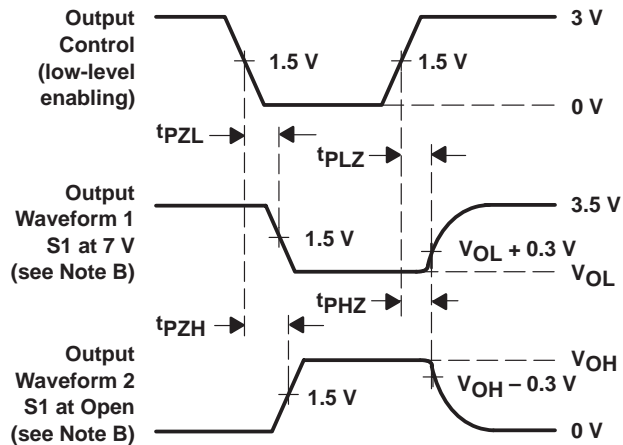 Output
Control
(low-level
enabling)
1.5 V
1.5 V
3 V
0 V
tPZL
tPLZ
Output
Waveform 1
S1 at 7 V
(see Note B)
1.5 V
3.5 V
VOL + 0.3 V
VOL
tPZH
tPHZ
Output
Waveform 2
S1 at Open
(see Note B)
1.5 V
VOH
VOH – 0.3 V
0 V